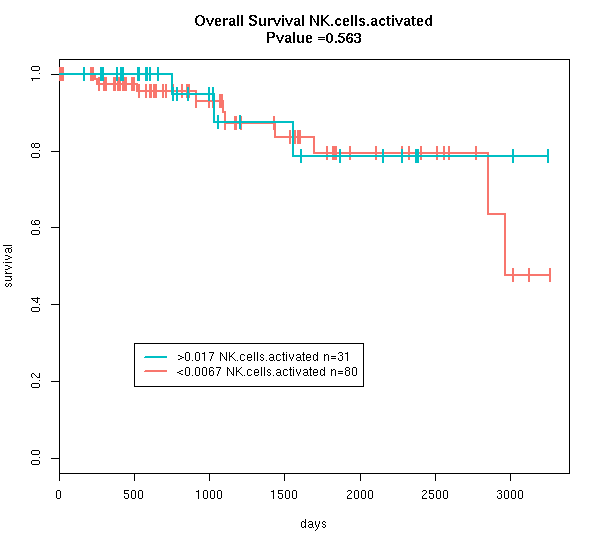 Overall Survival NK.cells.activated
Pvalue =0.563
survival
1.0
0.8
0.6
0.4
0.2
0.0
>0.017 NK.cells.activated n=31
<0.0067 NK.cells.activated n=80
0 500 1000 1500 2000 2500 3000
days